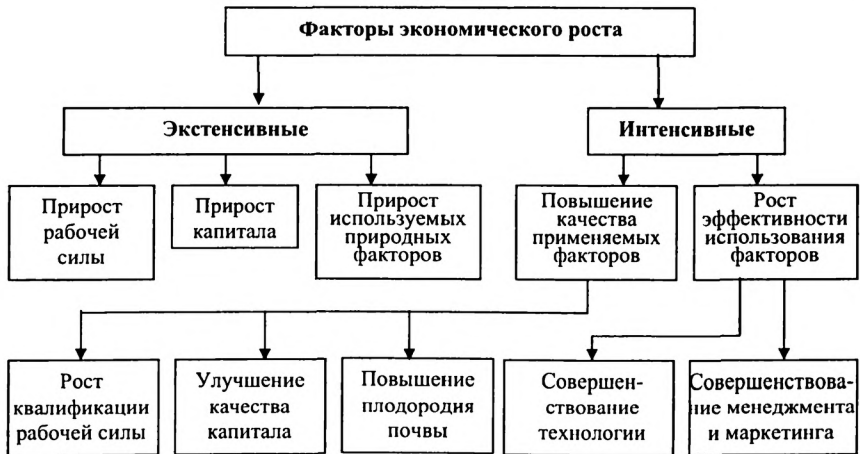 Факторы экономического роста
Экстенсивные
Интенсивные
Прирост
рабочей
силы
Прирост
капитала
Прирост
используемых
природных
факторов
Повышение
качества
применяемых
факторов
Рост
эффективности
использования
факторов
Рост
квалификации
рабочей силы
Улучшение
качества
капитала
Повышение
плодородия
почвы
Совершен-
ствование
технологии
Совершенствова-
ние менеджмента
и маркетинга